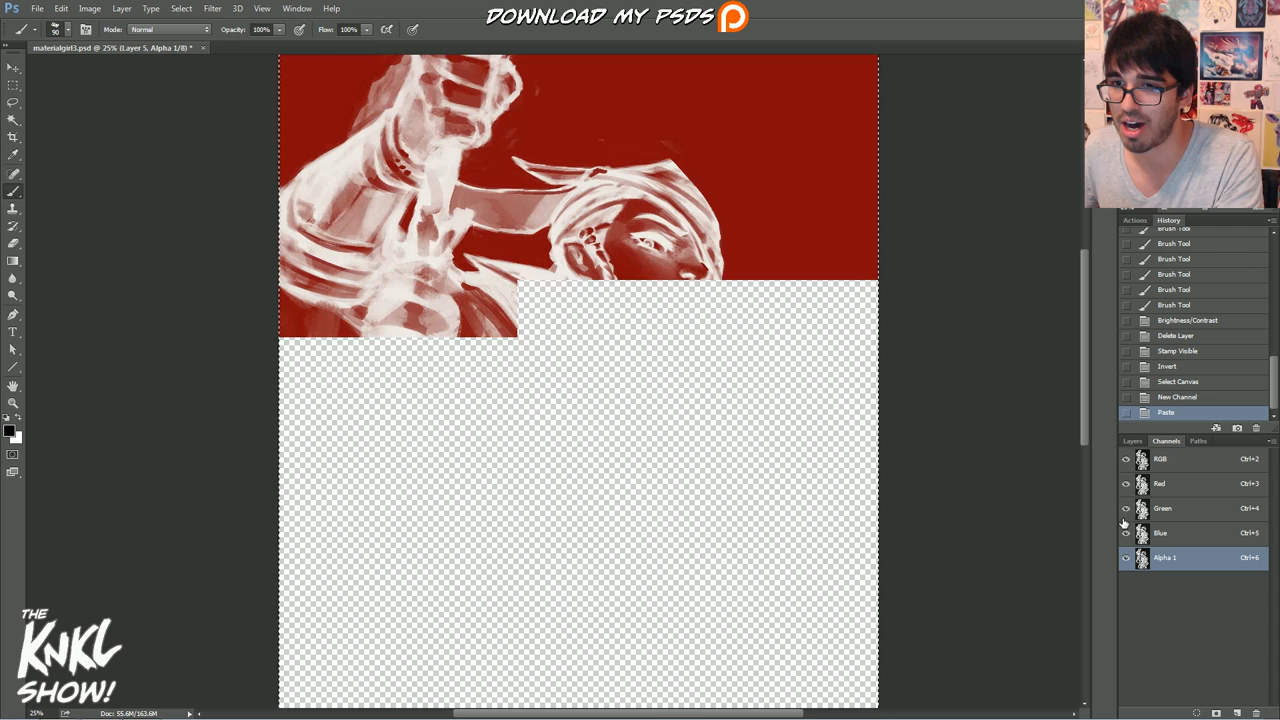 DOWNLOAD MY PSDS
Ps File Edit Image Layer Type Select Filter 3D View Window Help
90 Mode: Normal Opacity: 100% Flow: 100%
materialgirl3.psd @ 25% (Layer 5, Alpha 1/8) * ×
Actions History
Brush Tool
Brush Tool
Brush Tool
Brush Tool
Brush Tool
Brush Tool
Brightness/Contrast
Delete Layer
Stamp Visible
Invert
Select Canvas
New Channel
Paste
Layers Channels Paths
RGB Ctrl+2
Red Ctrl+3
Green Ctrl+4
Blue Ctrl+5
Alpha 1 Ctrl+6
THE
KNKL
SHOW!
25% Doc: 55.6M/163.6M